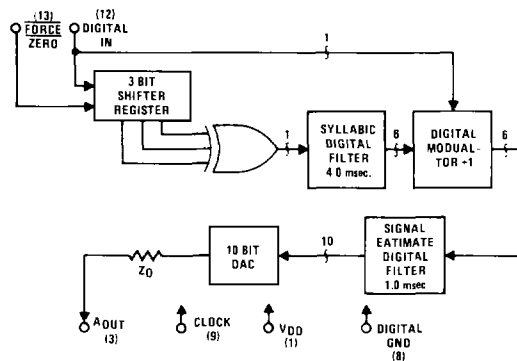 (13)
FORCE
ZERO
(12)
DIGITAL
IN
1
3 BIT
SHIFTER
REGISTER
1
SYLLABIC
DIGITAL
FILTER
4.0 msec.
6
DIGITAL
MODUAL-
TOR +1
6
SIGNAL
EATIMATE
DIGITAL
FILTER
1.0 msec
10
10 BIT
DAC
ZO
AOUT
(3)
CLOCK
(9)
VDD
(1)
DIGITAL
GND
(8)